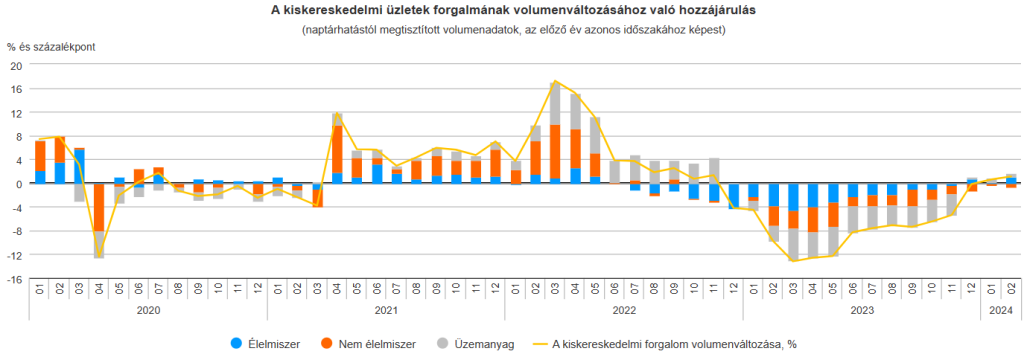 A kiskereskedelmi üzletek forgalmának volumenváltozásához való hozzájárulás
(naptárhatástól megtisztított volumenadatok, az előző év azonos időszakához képest)
% és százalékpont
20
16
12
8
4
0
-4
-8
-12
-16
01 02 03 04 05 06 07 08 09 10 11 12 01 02 03 04 05 06 07 08 09 10 11 12 01 02 03 04 05 06 07 08 09 10 11 12 01 02 03 04 05 06 07 08 09 10 11 12 01 02
2020 2021 2022 2023 2024
Élelmiszer Nem élelmiszer Üzemanyag A kiskereskedelmi forgalom volumenváltozása, %